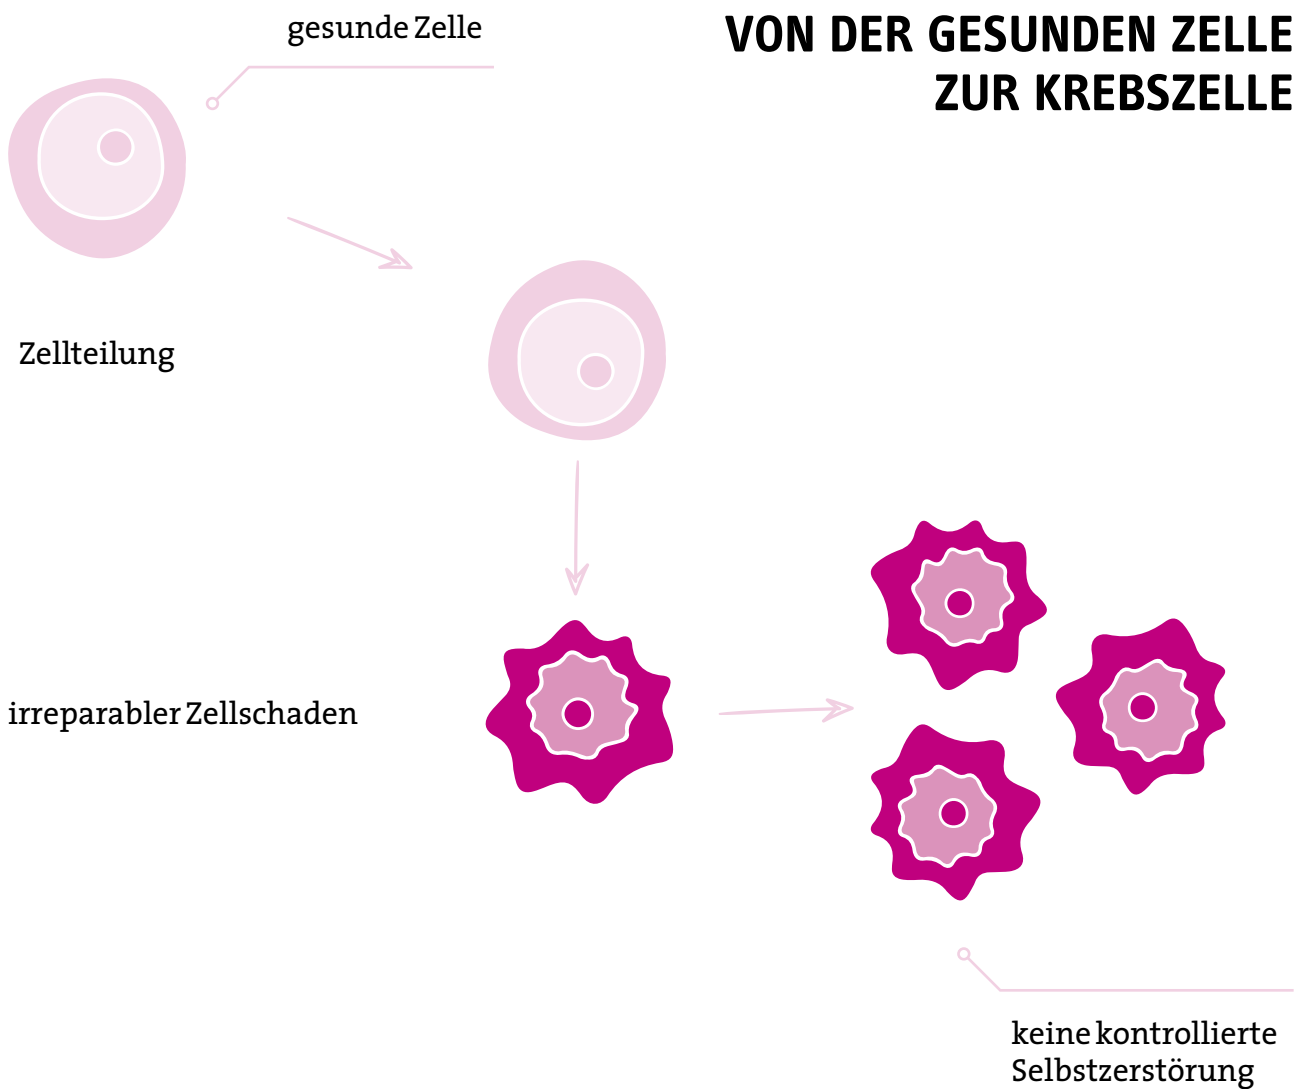 gesunde Zelle
VON DER GESUNDEN ZELLE
ZUR KREBSZELLE
Zellteilung
irreparabler Zellschaden
keine kontrollierte
Selbstzerstörung